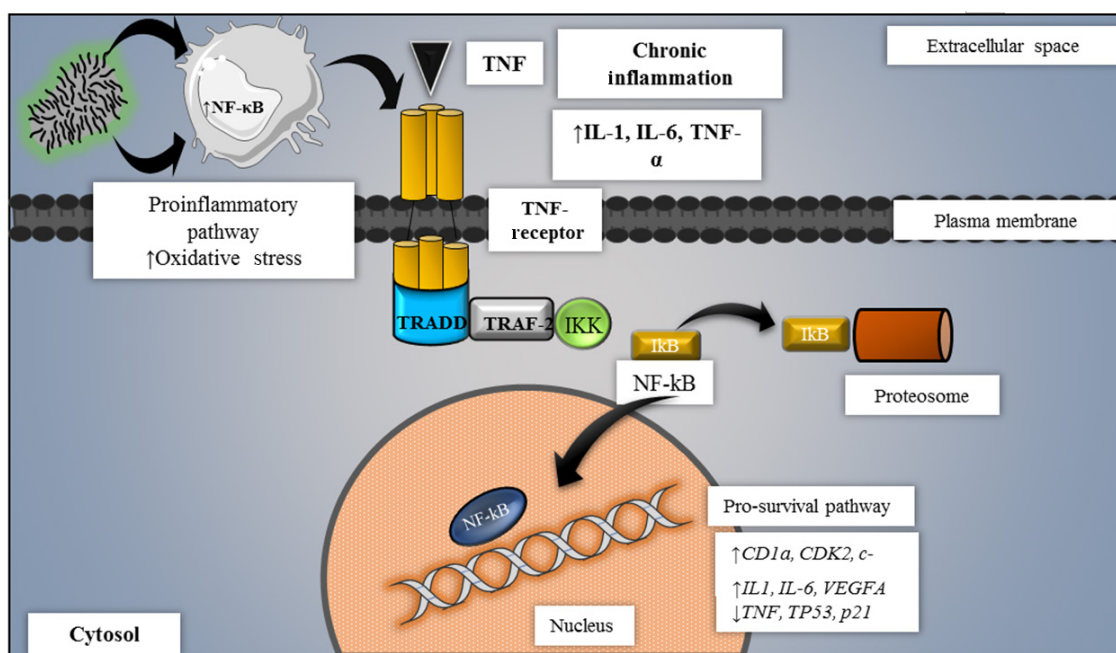 Extracellular space
TNF
Chronic
inflammation
↑NF-κB
↑IL-1, IL-6, TNF-
α
Proinflammatory
pathway
↑Oxidative stress
TNF-
receptor
Plasma membrane
TRADD
TRAF-2
IKK
IkB
IkB
NF-kB
Proteosome
NF-kB
Pro-survival pathway
↑CD1a, CDK2, c-
↑IL1, IL-6, VEGFA
↓TNF, TP53, p21
Nucleus
Cytosol